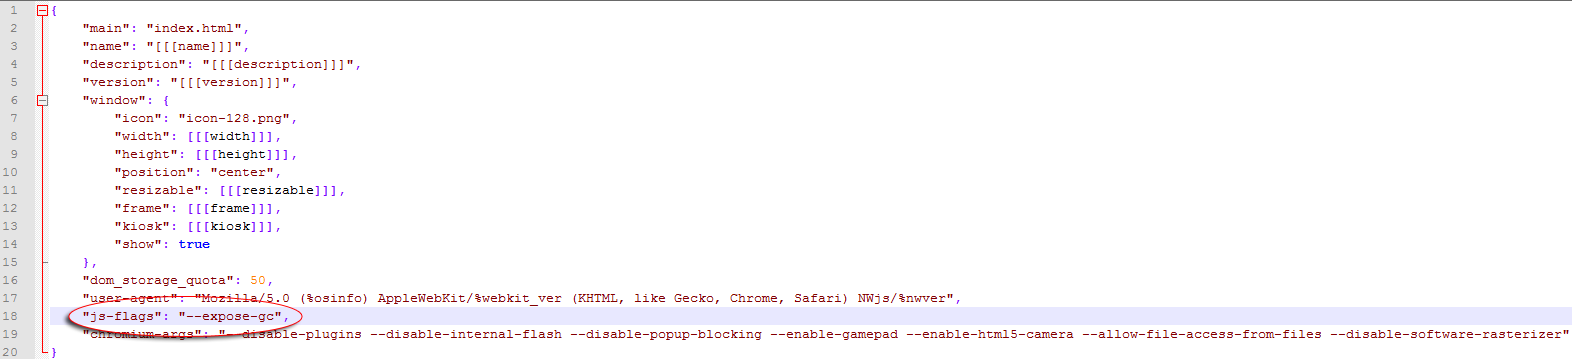 1 {
2 "main": "index.html",
3 "name": "[[[name]]]",
4 "description": "[[[description]]]",
5 "version": "[[[version]]]",
6 "window": {
7 "icon": "icon-128.png",
8 "width": [[[width]]],
9 "height": [[[height]]],
10 "position": "center",
11 "resizable": [[[resizable]]],
12 "frame": [[[frame]]],
13 "kiosk": [[[kiosk]]],
14 "show": true
15 },
16 "dom_storage_quota": 50,
17 "user-agent": "Mozilla/5.0 (%osinfo) AppleWebKit/%webkit_ver (KHTML, like Gecko, Chrome, Safari) NWjs/%nwver",
18 "js-flags": "--expose-gc",
19 "chromium-args": "--disable-plugins --disable-internal-flash --disable-popup-blocking --enable-gamepad --enable-html5-camera --allow-file-access-from-files --disable-software-rasterizer"
20 }